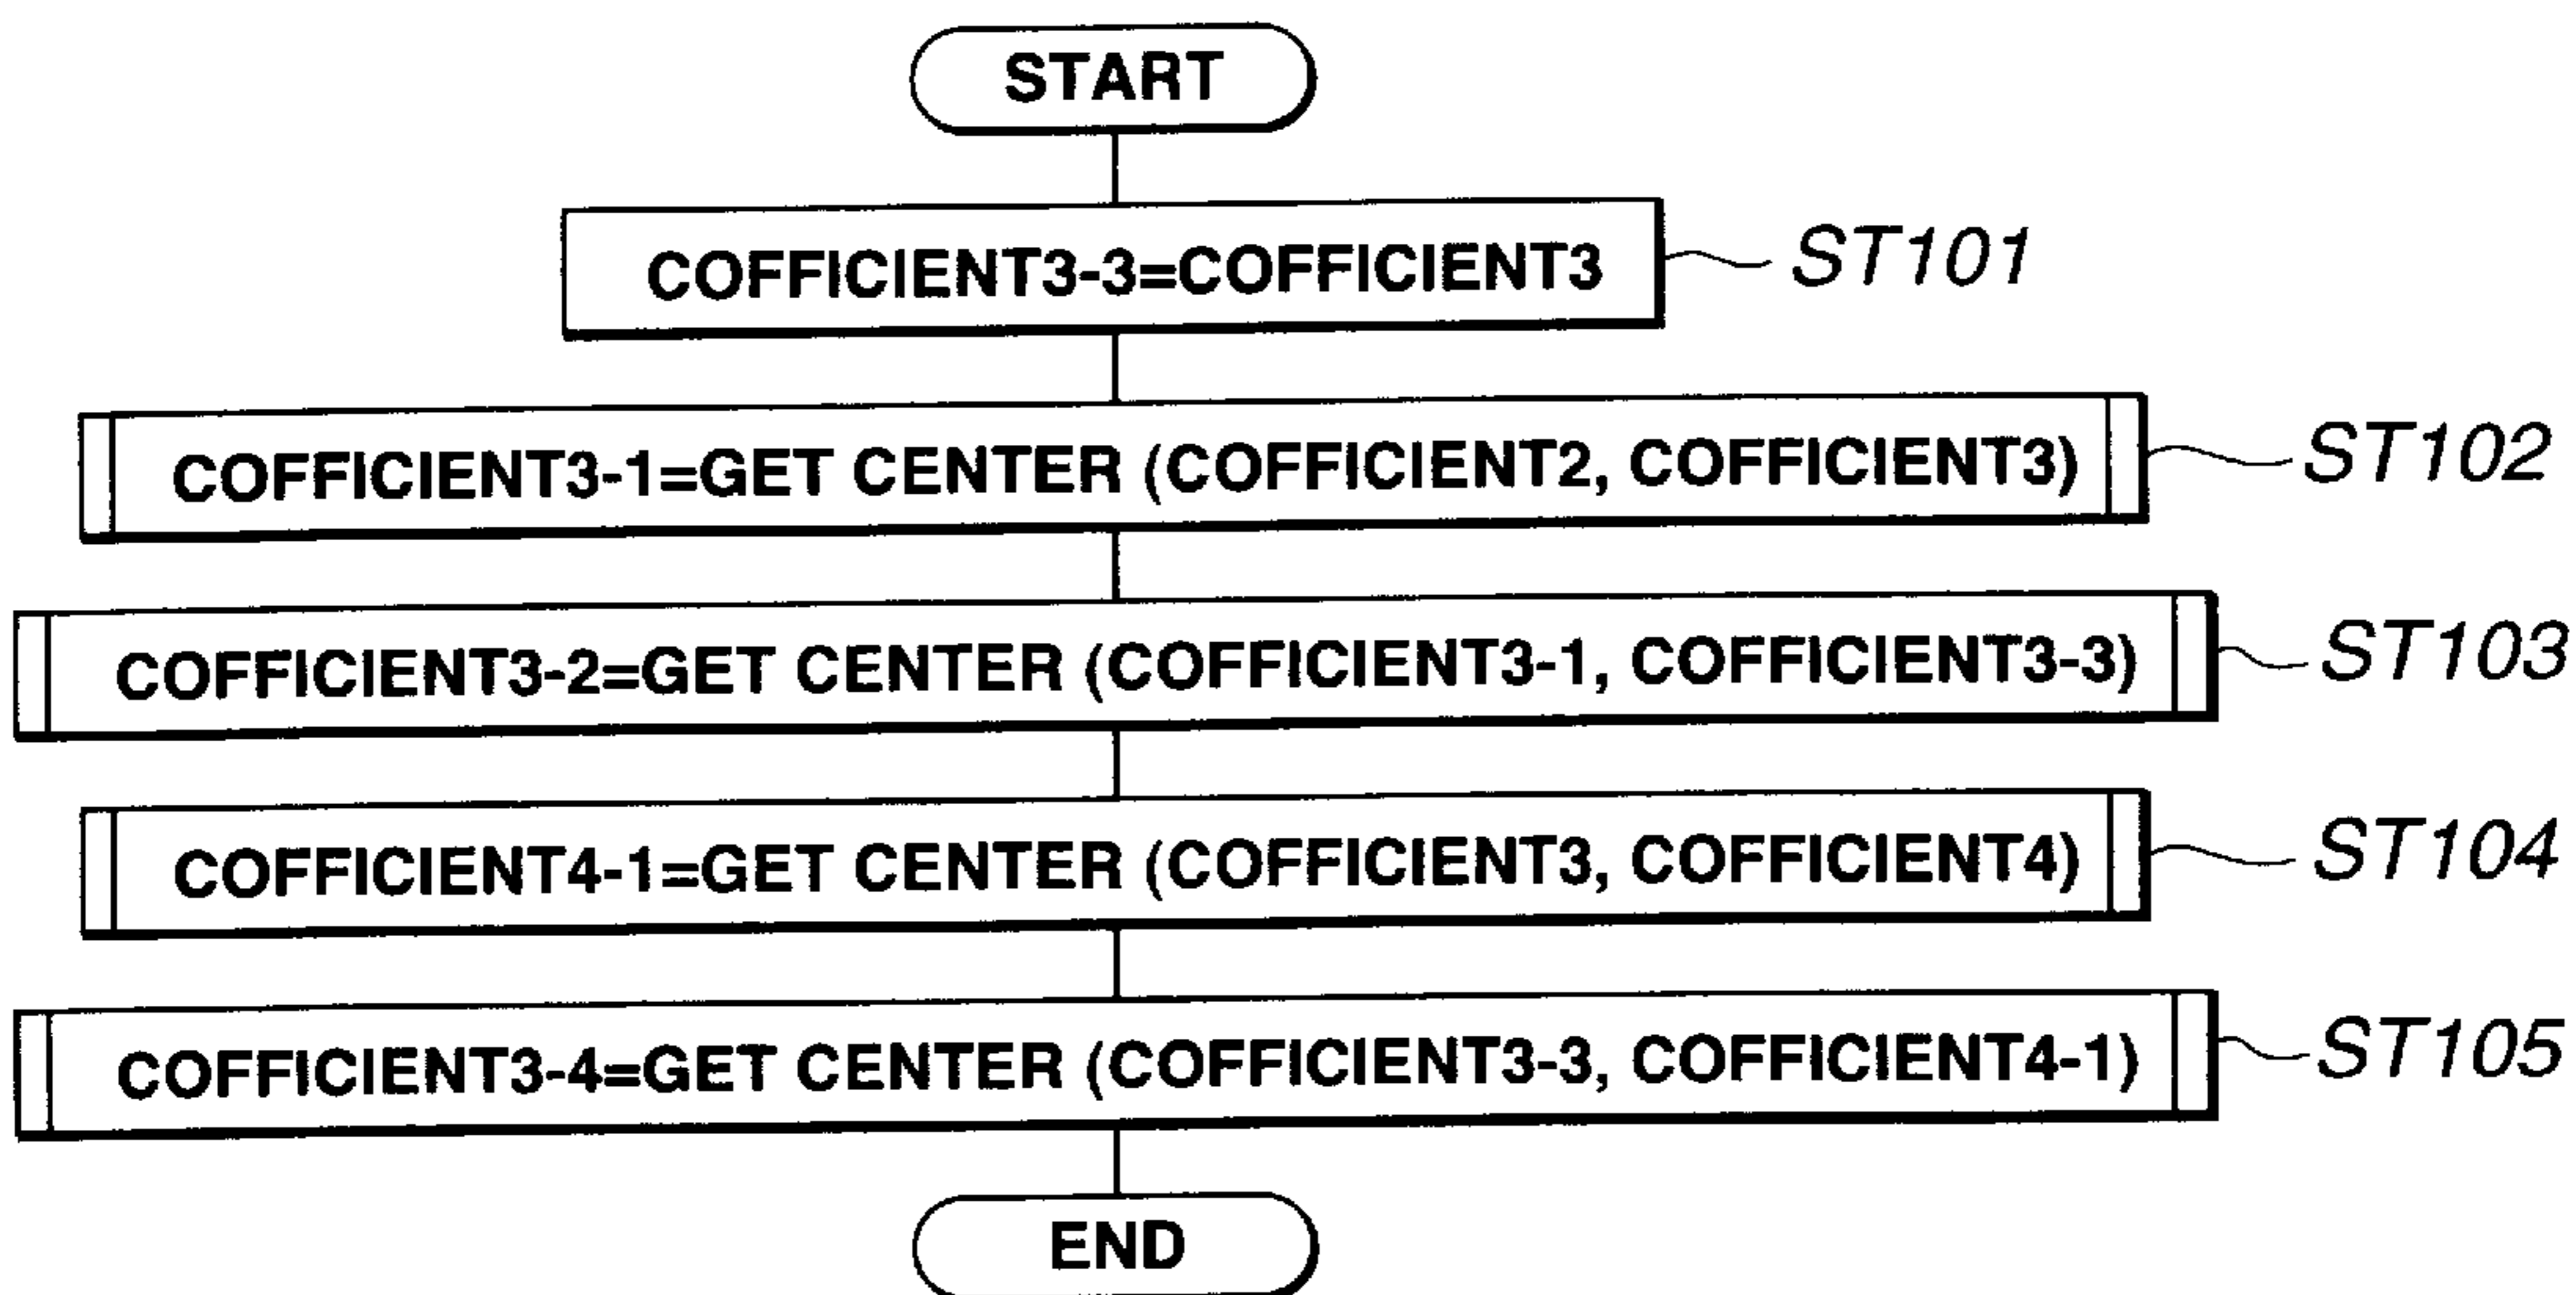 START
COFFICIENT3-3=COFFICIENT3
ST101
COFFICIENT3-1=GET CENTER (COFFICIENT2, COFFICIENT3)
ST102
COFFICIENT3-2=GET CENTER (COFFICIENT3-1, COFFICIENT3-3)
ST103
COFFICIENT4-1=GET CENTER (COFFICIENT3, COFFICIENT4)
ST104
COFFICIENT3-4=GET CENTER (COFFICIENT3-3, COFFICIENT4-1)
ST105
END